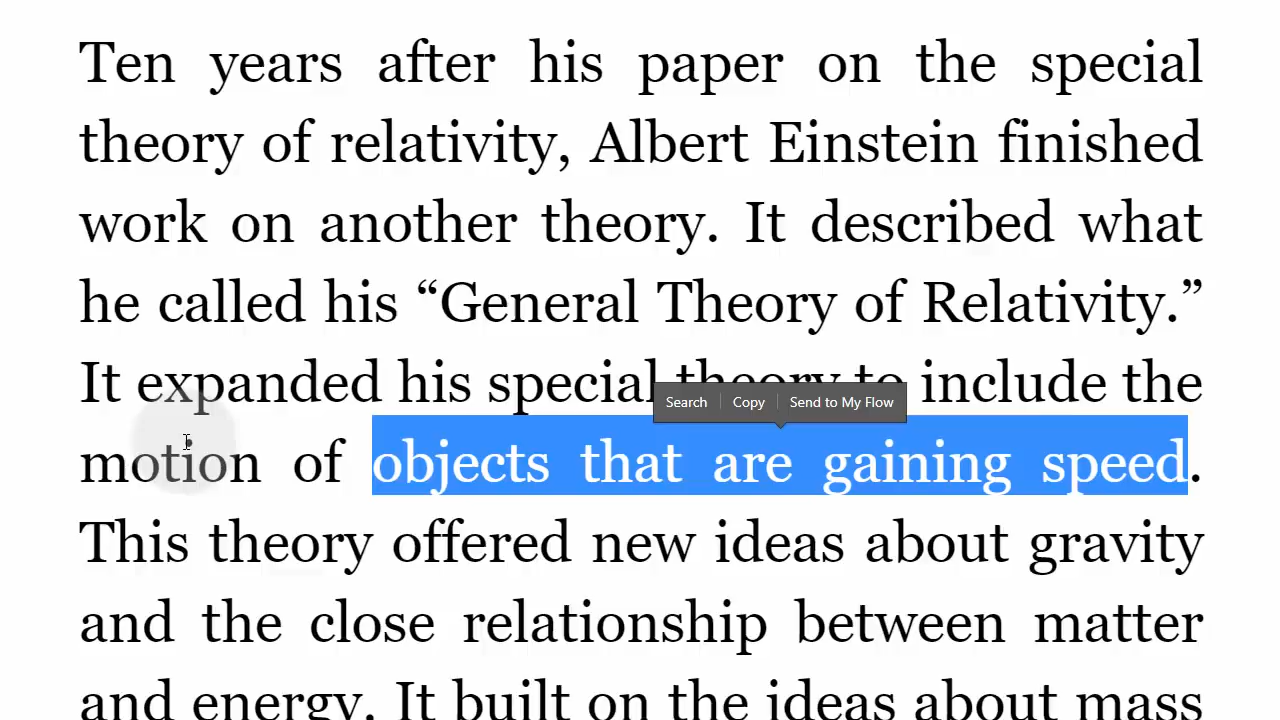 Ten years after his paper on the special
theory of relativity, Albert Einstein finished
work on another theory. It described what
he called his “General Theory of Relativity.”
It expanded his special theory to include the
Search Copy Send to My Flow
motion of objects that are gaining speed.
This theory offered new ideas about gravity
and the close relationship between matter
and energy. It built on the ideas about mass